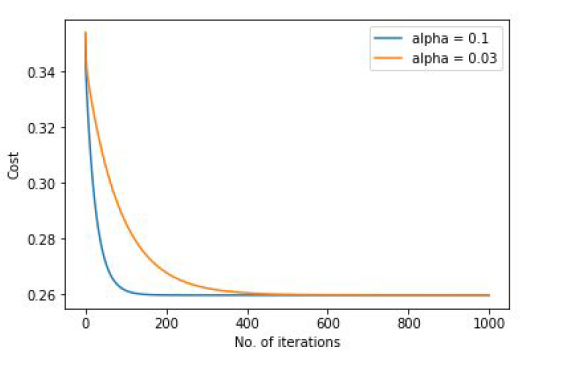 alpha = 0.1
alpha = 0.03
0.34
0.32
0.30
0.28
0.26
Cost
0 200 400 600 800 1000
No. of iterations